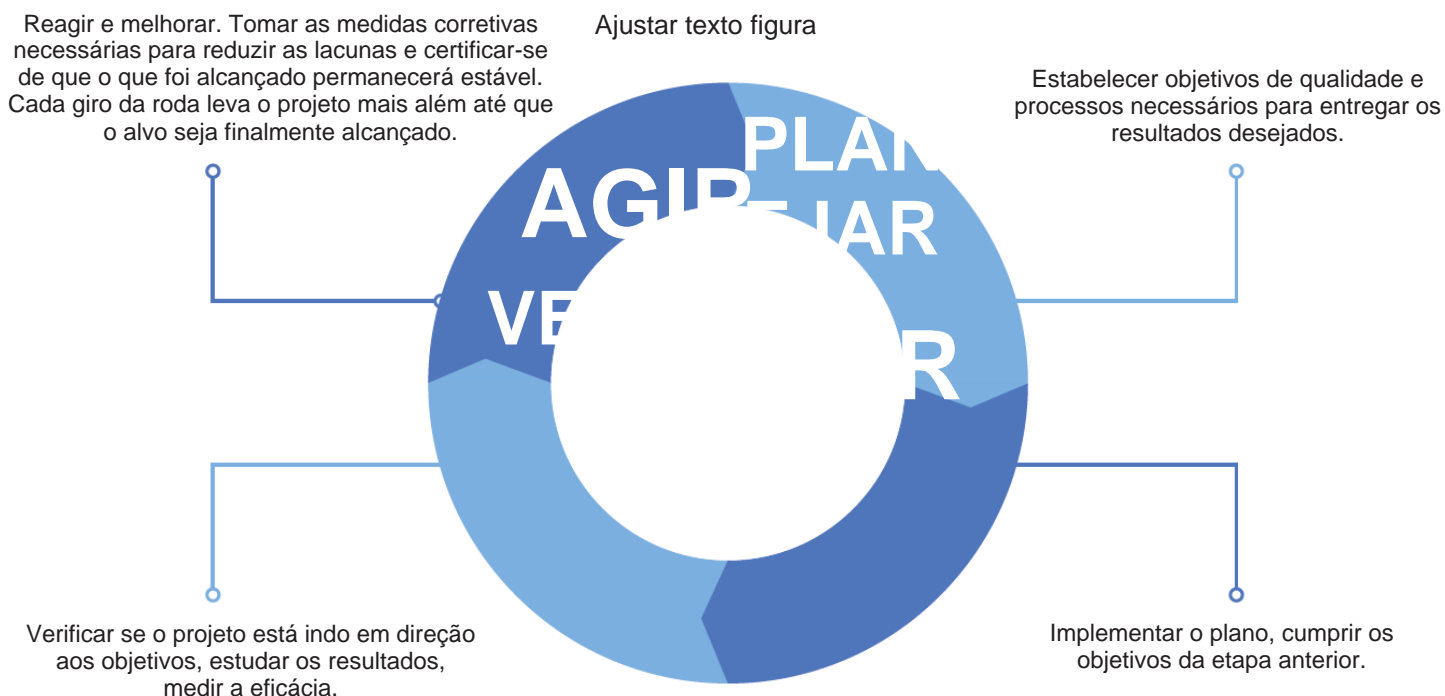 Reagir e melhorar. Tomar as medidas corretivas
necessárias para reduzir as lacunas e certificar-se
de que o que foi alcançado permanecerá estável.
Cada giro da roda leva o projeto mais além até que
o alvo seja finalmente alcançado.
Ajustar texto figura
Estabelecer objetivos de qualidade e
processos necessários para entregar os
resultados desejados.
AGIR
PLAN
EJAR
Verificar se o projeto está indo em direção
aos objetivos, estudar os resultados,
medir a eficácia.
Implementar o plano, cumprir os
objetivos da etapa anterior.